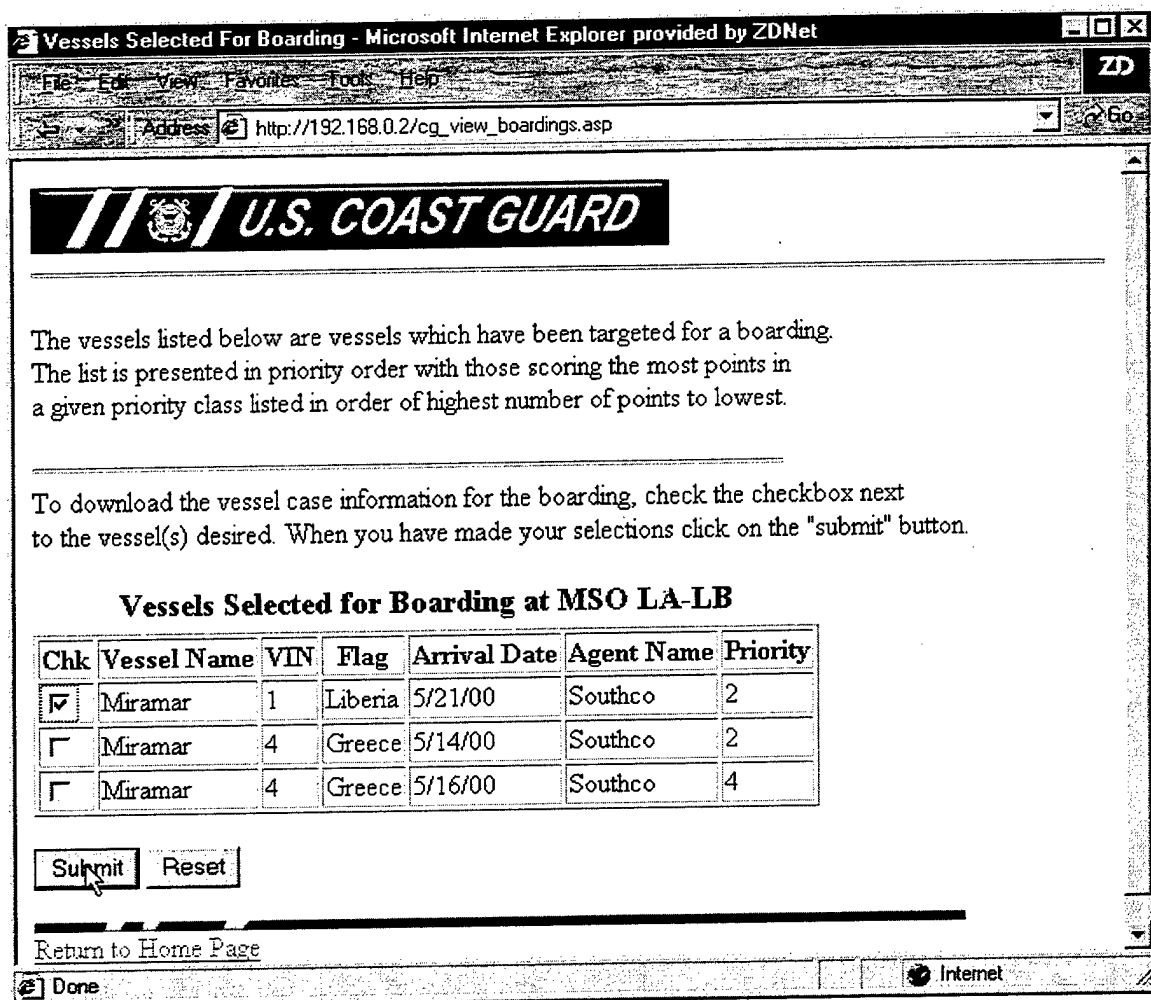 Vessels Selected For Boarding - Microsoft Internet Explorer provided by ZDNet
File Edit View Favorites Tools Help
ZD
Address http://192.168.0.2/cg_view_boardings.asp Go
U.S. COAST GUARD
The vessels listed below are vessels which have been targeted for a boarding.
The list is presented in priority order with those scoring the most points in
a given priority class listed in order of highest number of points to lowest.
To download the vessel case information for the boarding, check the checkbox next
to the vessel(s) desired. When you have made your selections click on the "submit" button.
Vessels Selected for Boarding at MSO LA-LB
Chk Vessel Name VIN Flag Arrival Date Agent Name Priority
Miramar 1 Liberia 5/21/00 Southco 2
Miramar 4 Greece 5/14/00 Southco 2
Miramar 4 Greece 5/16/00 Southco 4
Submit Reset
Return to Home Page
Done Internet